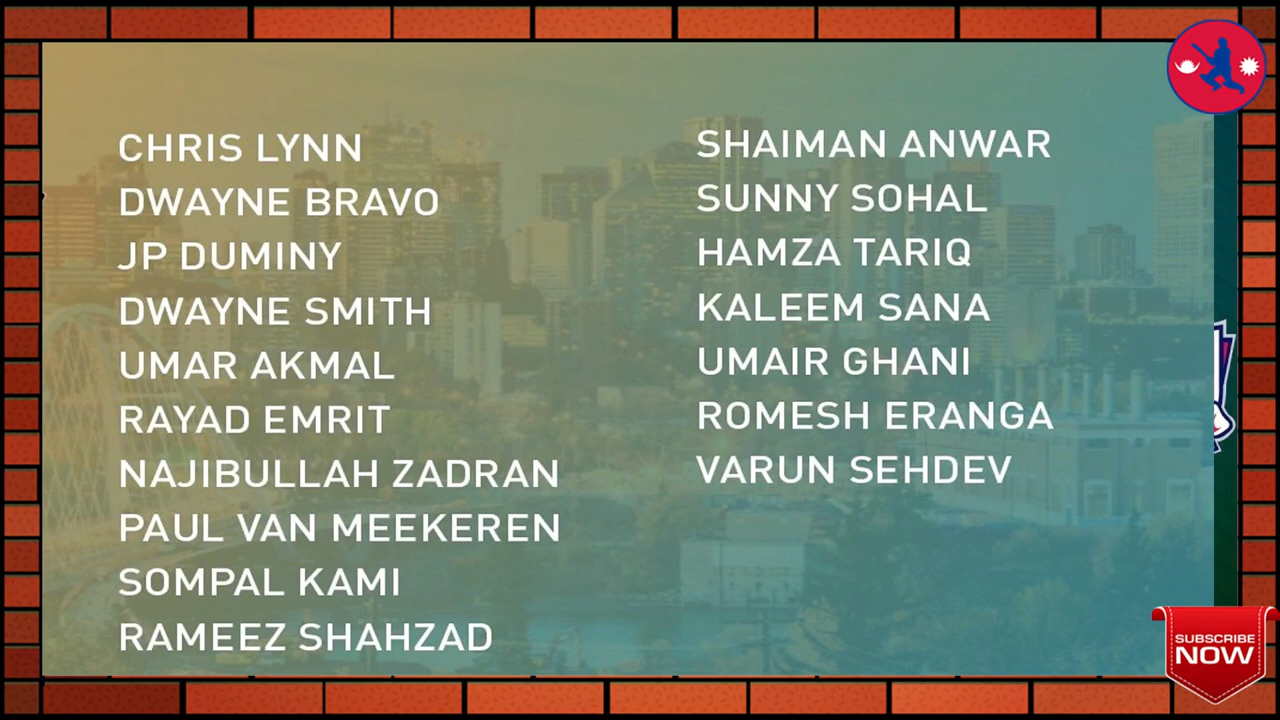 CHRIS LYNN
DWAYNE BRAVO
JP DUMINY
DWAYNE SMITH
UMAR AKMAL
RAYAD EMRIT
NAJIBULLAH ZADRAN
PAUL VAN MEEKEREN
SOMPAL KAMI
RAMEEZ SHAHZAD
SHAIMAN ANWAR
SUNNY SOHAL
HAMZA TARIQ
KALEEM SANA
UMAIR GHANI
ROMESH ERANGA
VARUN SEHDEV
SUBSCRIBE
NOW